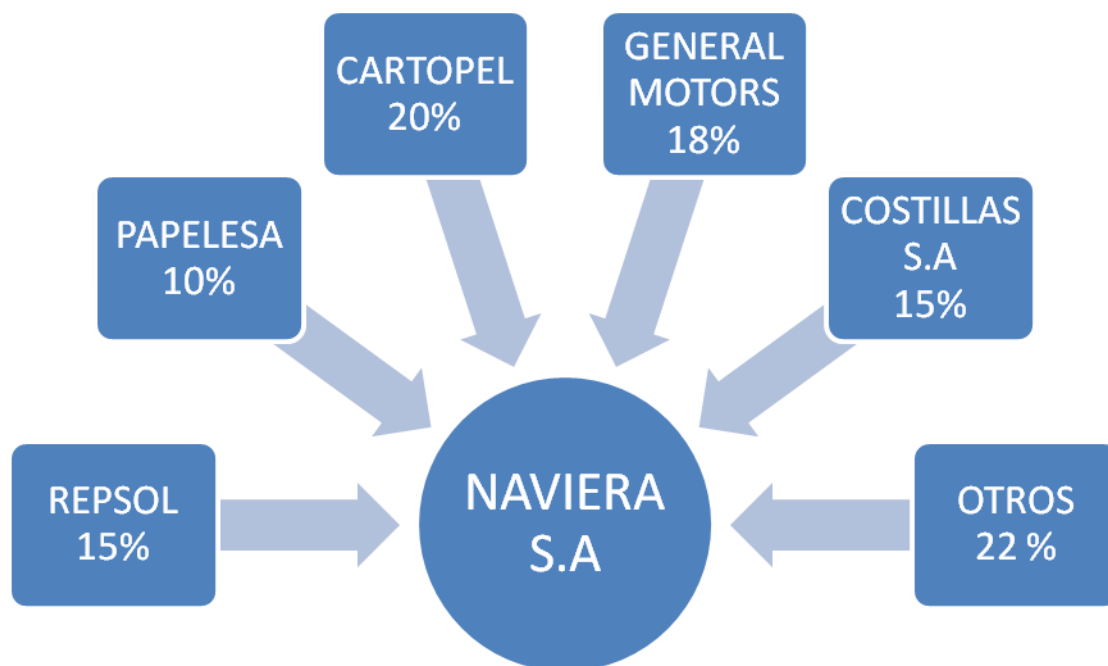 CARTOPEL
20%
GENERAL
MOTORS
18%
PAPELESA
10%
COSTILLAS
S.A
15%
REPSOL
15%
NAVIERA
S.A
OTROS
22 %